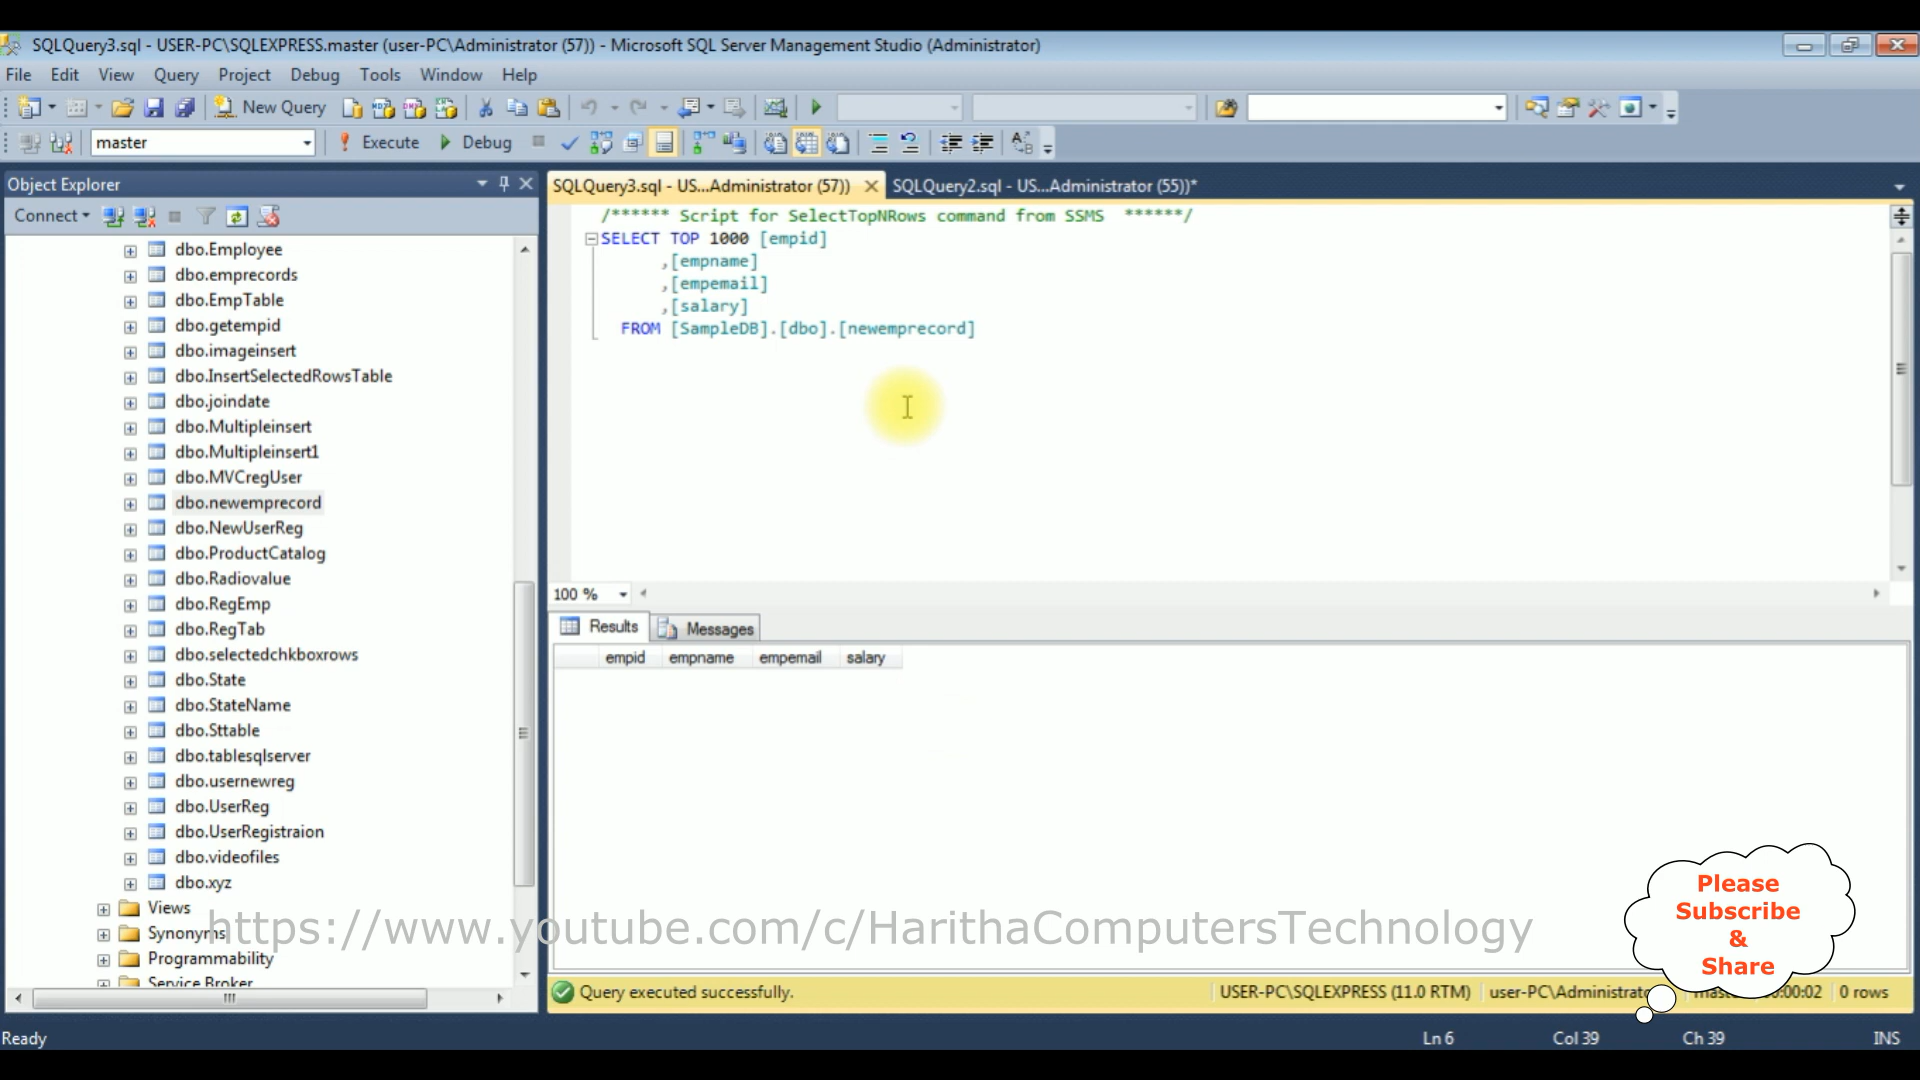 SQLQuery3.sql - USER-PC\SQLEXPRESS.master (user-PC\Administrator (57)) - Microsoft SQL Server Management Studio (Administrator)
File Edit View Query Project Debug Tools Window Help
New Query
master Execute Debug
Object Explorer
Connect
dbo.Employee
dbo.emprecords
dbo.EmpTable
dbo.getempid
dbo.imageinsert
dbo.InsertSelectedRowsTable
dbo.joindate
dbo.Multipleinsert
dbo.Multipleinsert1
dbo.MVCregUser
dbo.newemprecord
dbo.NewUserReg
dbo.ProductCatalog
dbo.Radiovalue
dbo.RegEmp
dbo.RegTab
dbo.selectedchkboxrows
dbo.State
dbo.StateName
dbo.Sttable
dbo.tablesqlserver
dbo.usernewreg
dbo.UserReg
dbo.UserRegistraion
dbo.videofiles
dbo.xyz
Views
Synonyms
Programmability
Service Broker
SQLQuery3.sql - US...Administrator (57)) SQLQuery2.sql - US...Administrator (55))*
/****** Script for SelectTopNRows command from SSMS ******/
SELECT TOP 1000 [empid]
,[empname]
,[empemail]
,[salary]
FROM [SampleDB].[dbo].[newemprecord]
100 %
Results Messages
empid empname empemail salary
https://www.youtube.com/c/HarithaComputersTechnology
Please
Subscribe
&
Share
Query executed successfully. USER-PC\SQLEXPRESS (11.0 RTM) 0 rows
Ready Ln 6 Col 39 Ch 39 INS